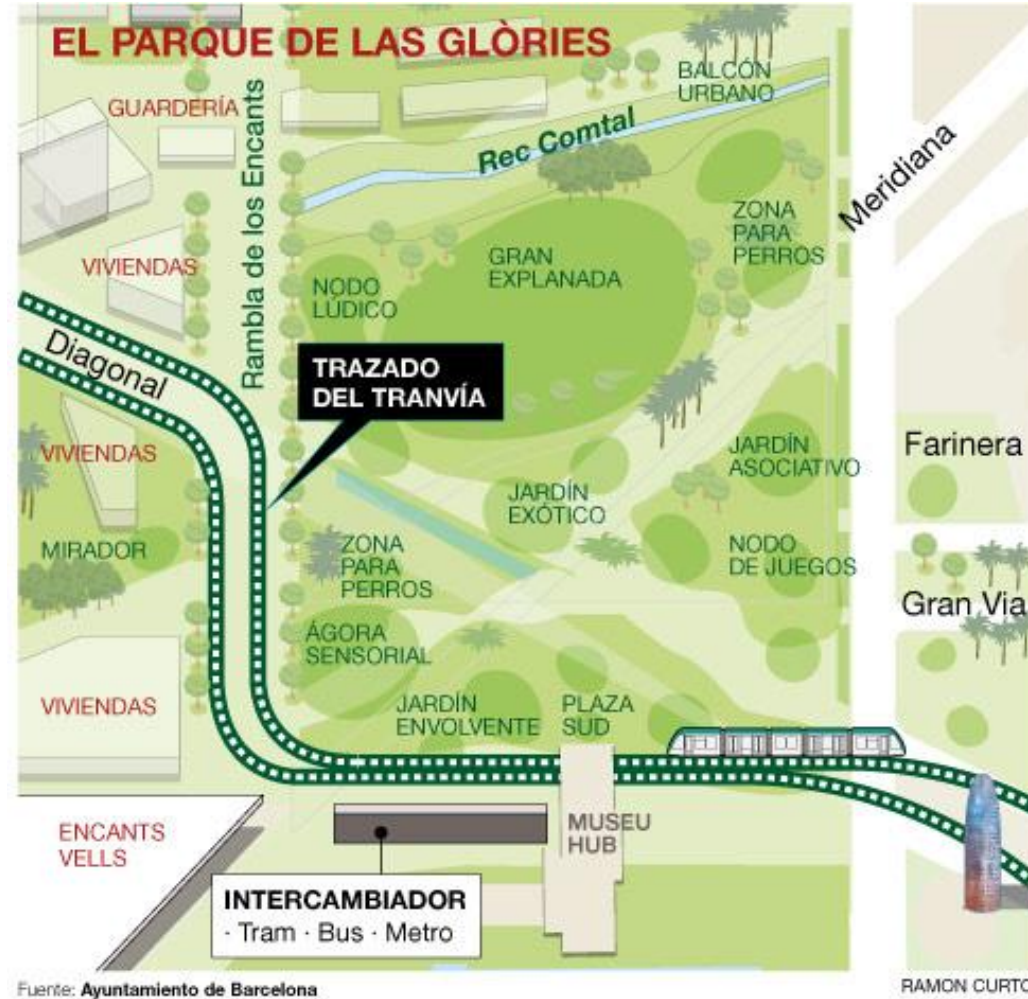 EL PARQUE DE LAS GLÒRIES
GUARDERÍA
Rambla de los Encants
BALCÓN
URBANO
Rec Comtal
Meridiana
ZONA
PARA
PERROS
VIVIENDAS
NODO
LÚDICO
GRAN
EXPLANADA
Diagonal
TRAZADO
DEL TRANVÍA
VIVIENDAS
JARDÍN
ASOCIATIVO
Farinera
JARDÍN
EXÓTICO
MIRADOR
ZONA
PARA
PERROS
NODO
DE JUEGOS
Gran Via
ÁGORA
SENSORIAL
VIVIENDAS
JARDÍN
ENVOLVENTE
PLAZA
SUD
ENCANTS
VELLS
MUSEU
HUB
INTERCAMBIADOR
· Tram · Bus · Metro
Fuente: Ayuntamiento de Barcelona
RAMON CURTO